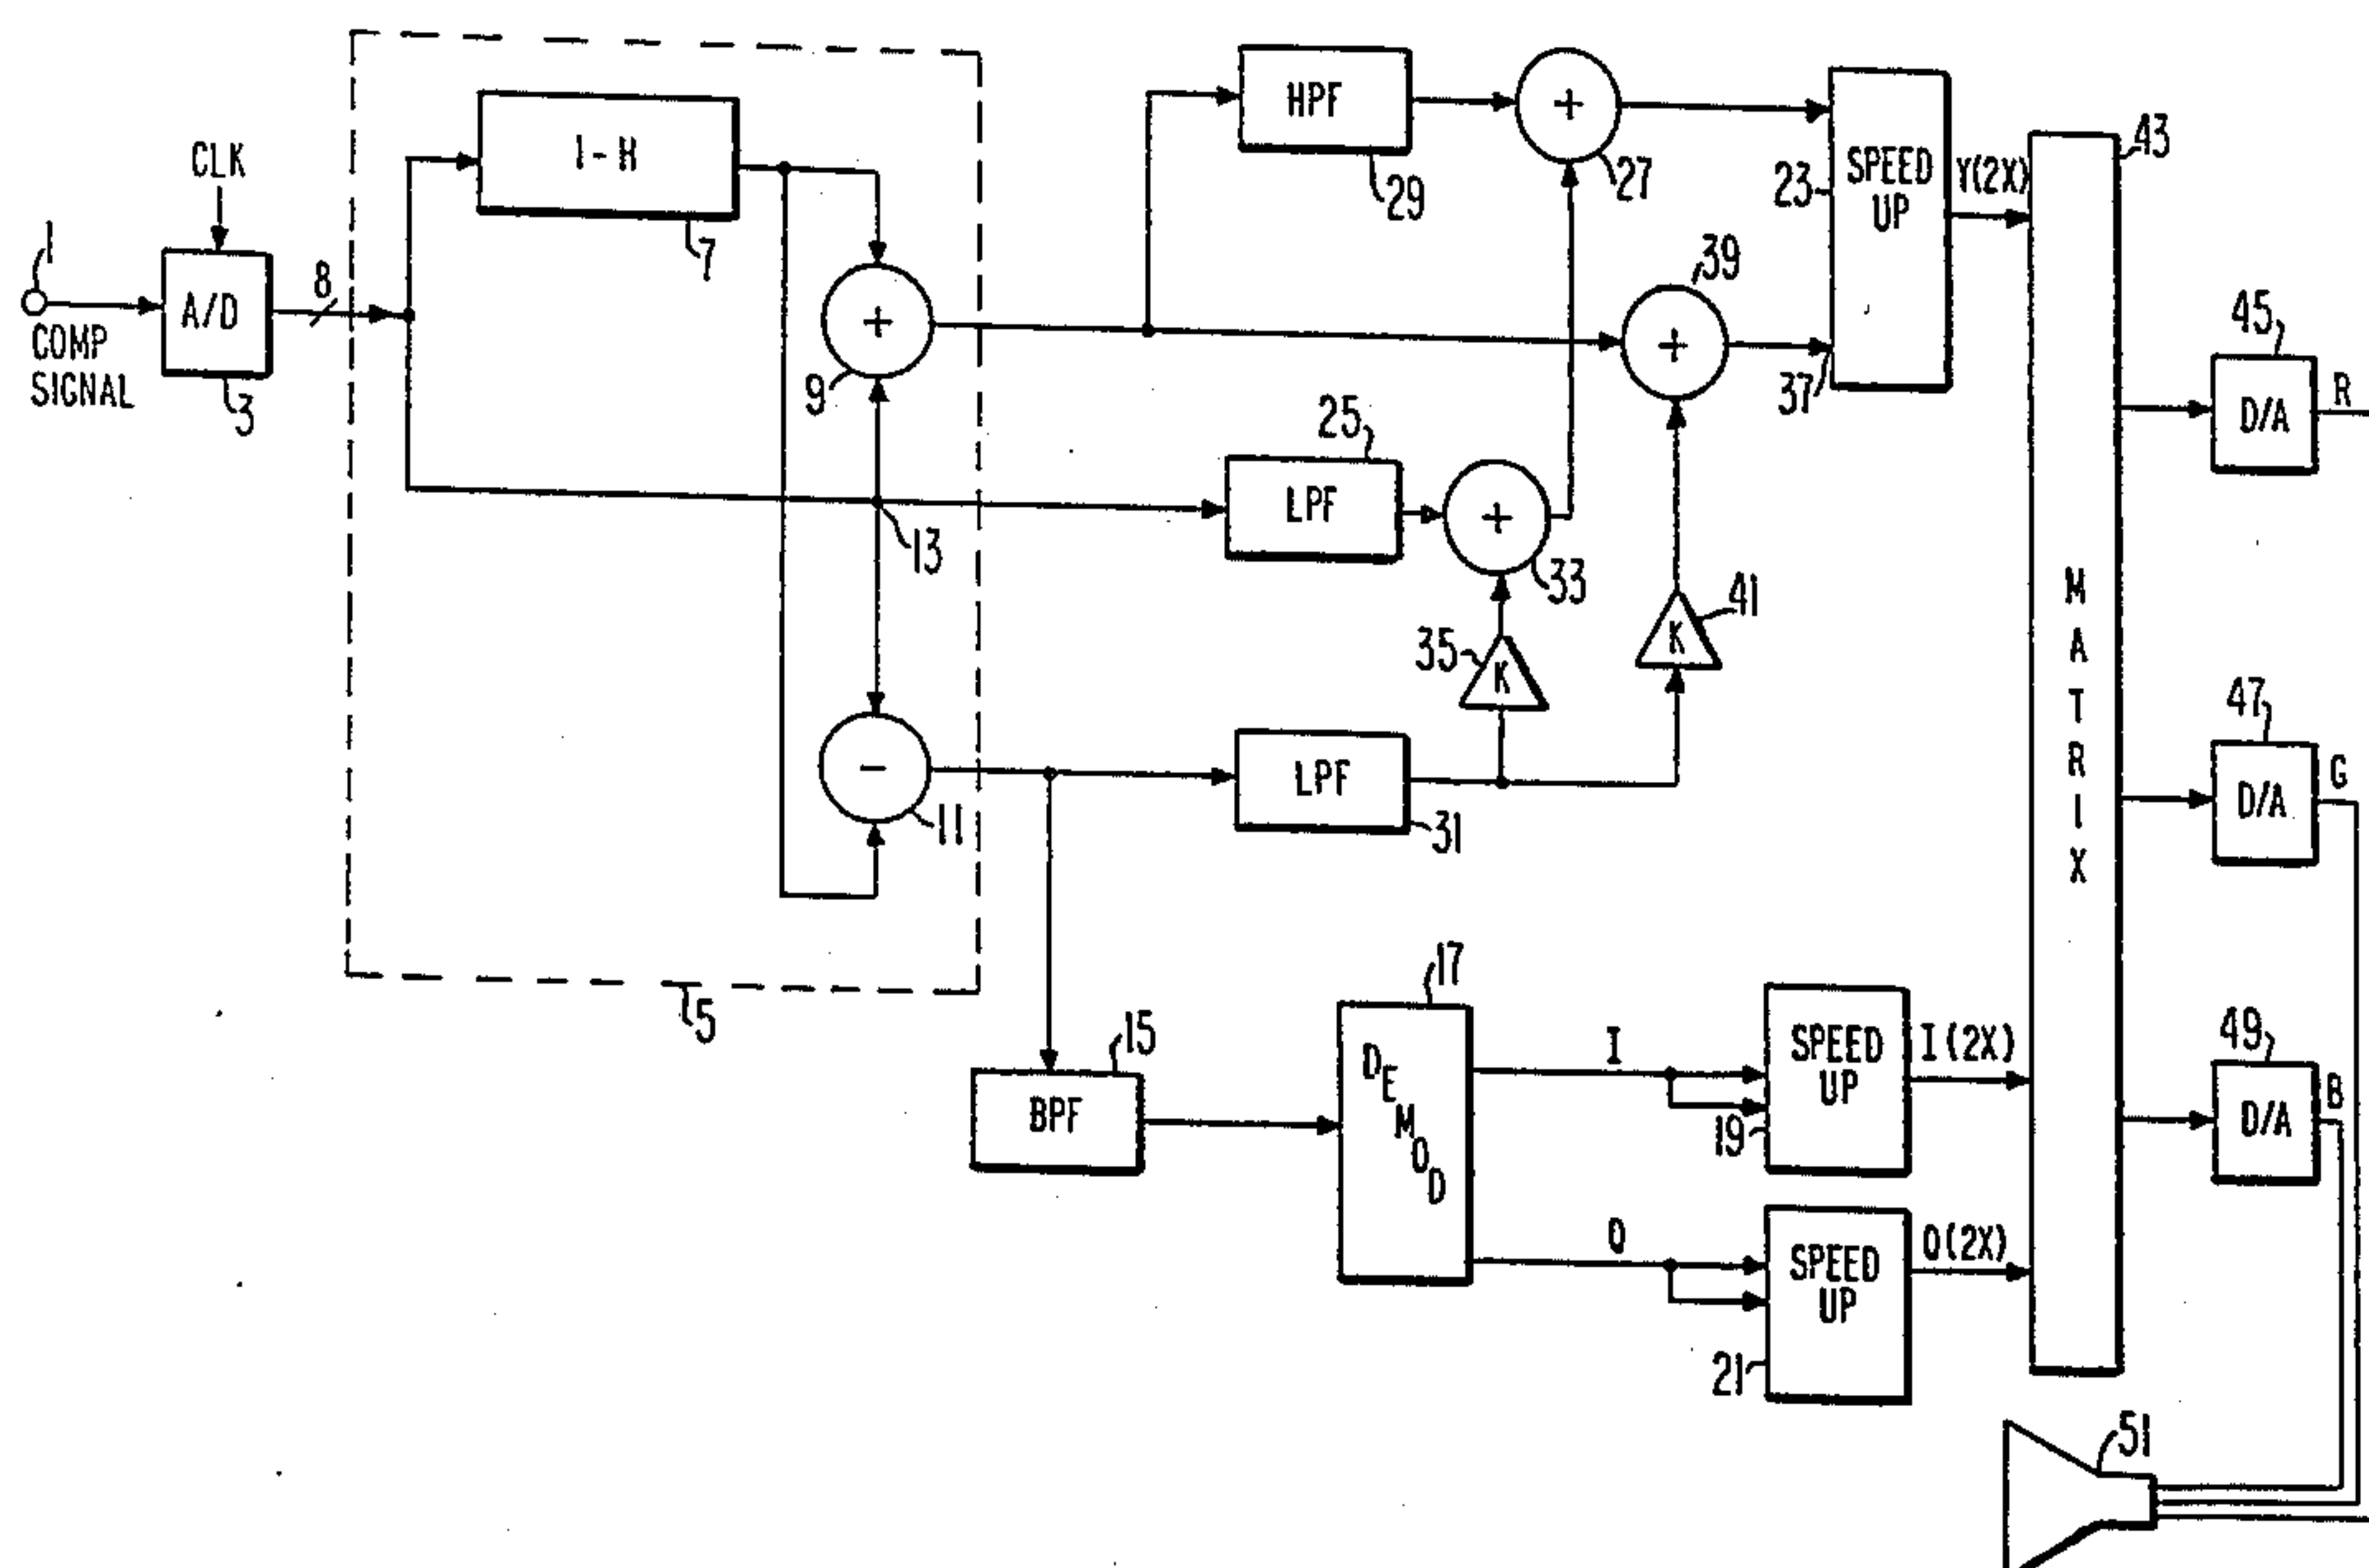 CLK
1
COMP
SIGNAL
A/D
3
8
1-H
7
9
+
13
-
11
5
HPF
29
+
27
LPF
25
+
33
35
K
41
K
39
+
LPF
31
23
SPEED
UP
37
Y(2X)
43
MATRIX
15
BPF
17
DEMOD
I
19
SPEED
UP
I(2X)
Q
21
SPEED
UP
Q(2X)
45
D/A
R
47
D/A
G
49
D/A
B
51